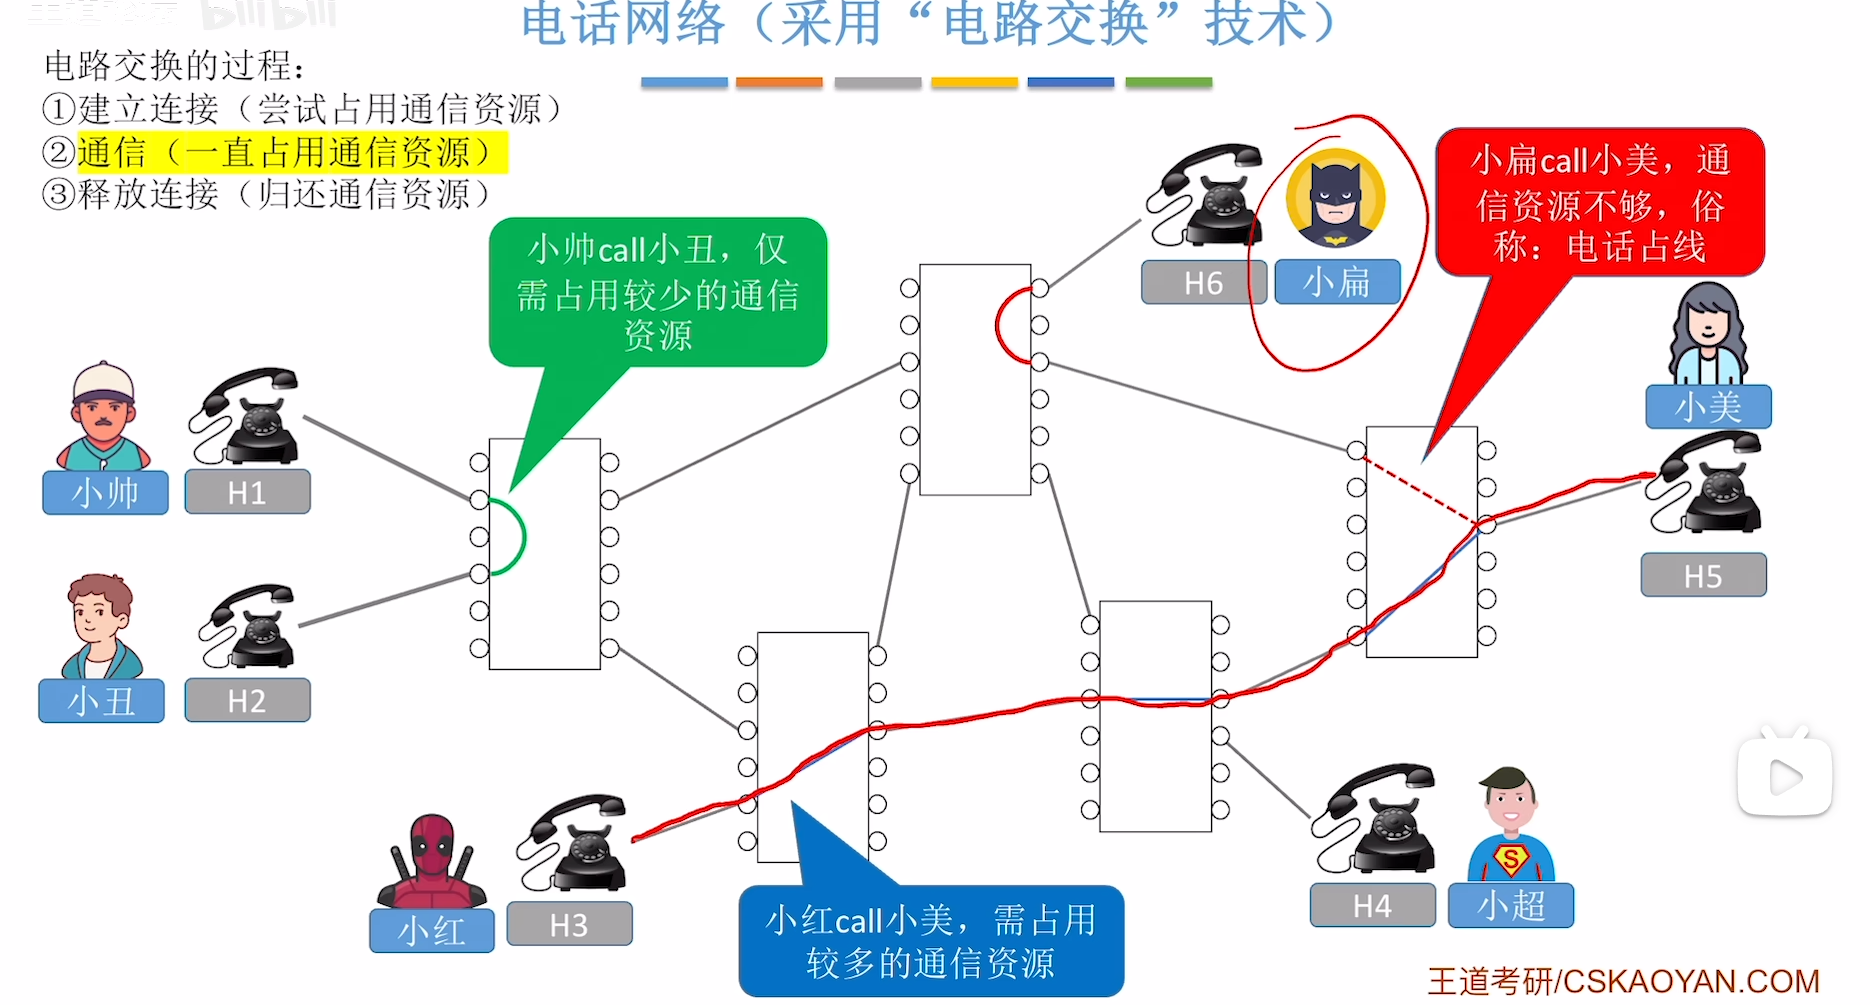 bilibili
电话网络（采用“电路交换”技术）
电路交换的过程：
①建立连接（尝试占用通信资源）
②通信（一直占用通信资源）
③释放连接（归还通信资源）
小帅call小丑，仅
需占用较少的通信
资源
H6
小扁
小扁call小美，通
信资源不够，俗
称：电话占线
小美
小帅
H1
H5
小丑
H2
S
小红
H3
小红call小美，需占用
较多的通信资源
H4
小超
王道考研/CSKAOYAN.COM